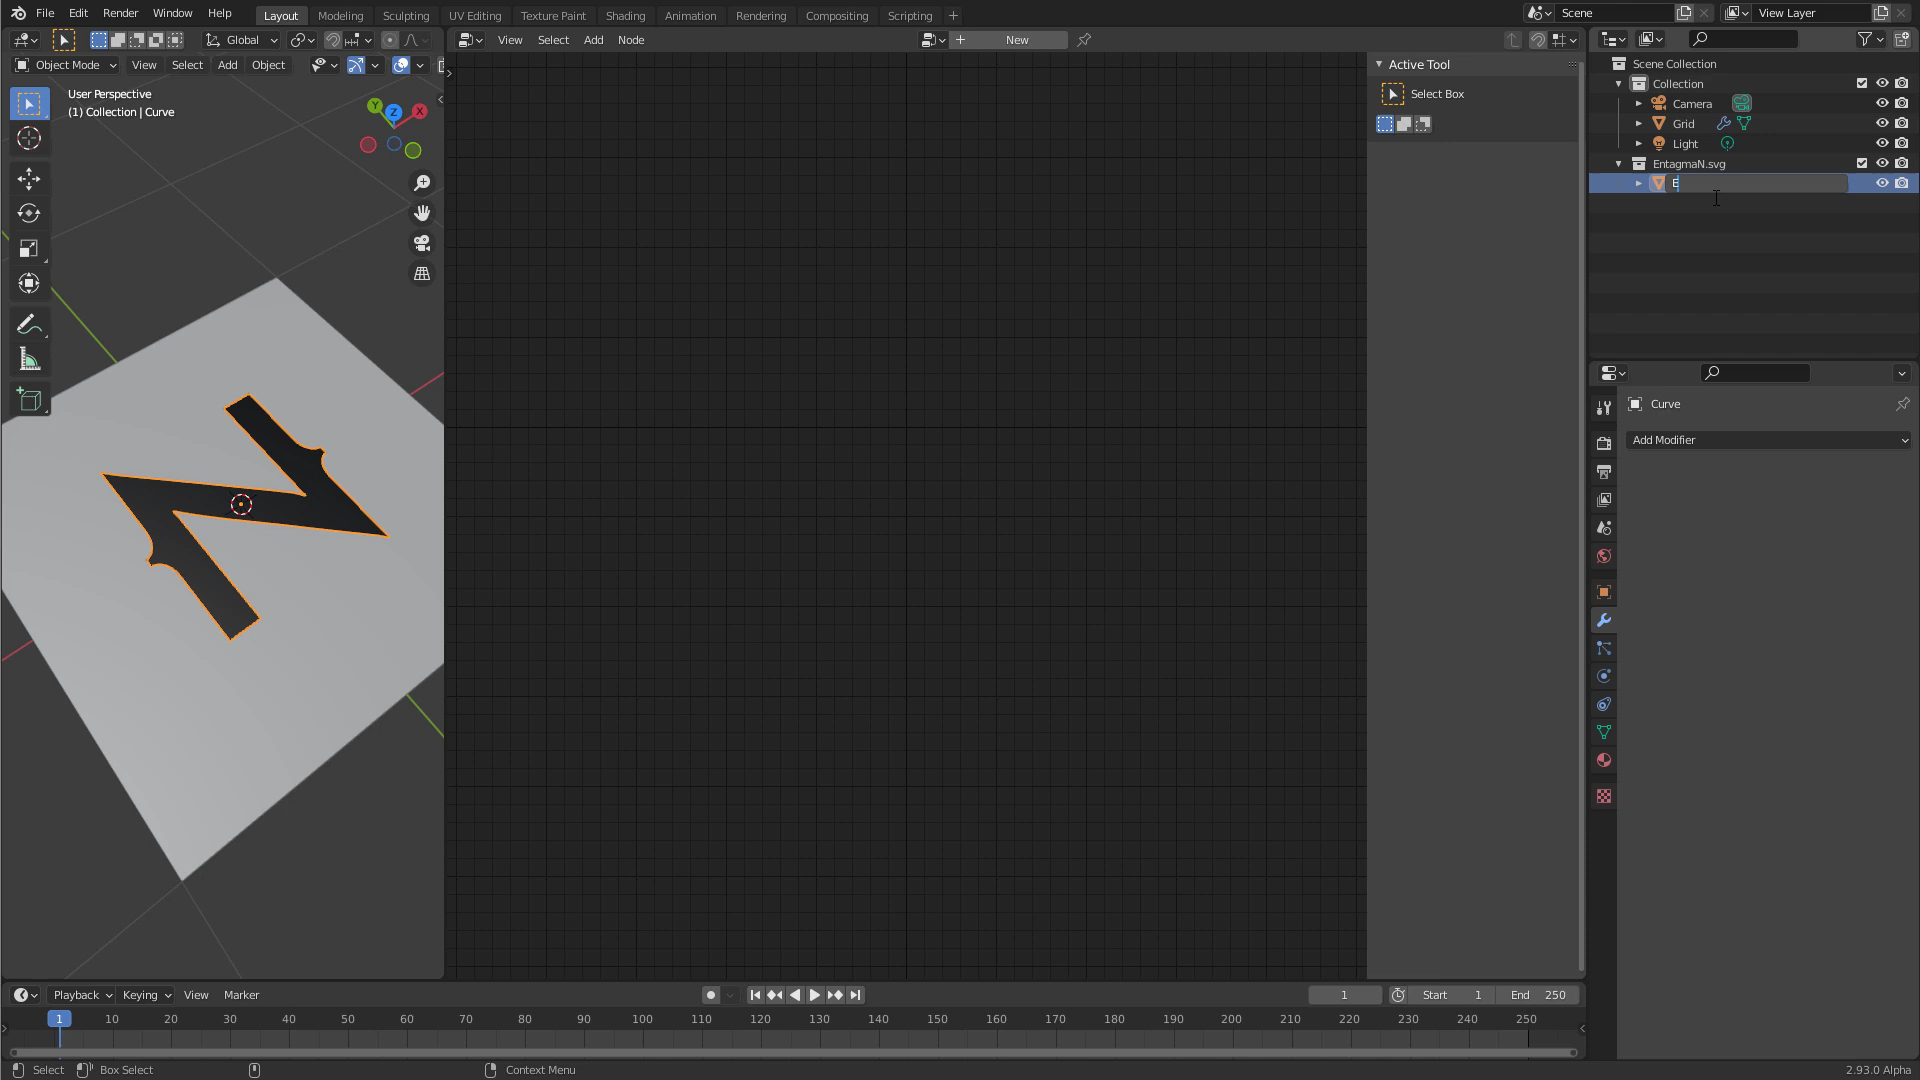 File Edit Render Window Help Layout Modeling Sculpting UV Editing Texture Paint Shading Animation Rendering Compositing Scripting + Scene View Layer
Global View Select Add Node + New
Object Mode View Select Add Object
User Perspective
(1) Collection | Curve
Y Z X
Active Tool
Select Box
Scene Collection
Collection
Camera
Grid
Light
EntagmaN.svg
E
Curve
Add Modifier
Playback Keying View Marker 1 Start 1 End 250
1 10 20 30 40 50 60 70 80 90 100 110 120 130 140 150 160 170 180 190 200 210 220 230 240 250
Select Box Select Context Menu 2.93.0 Alpha